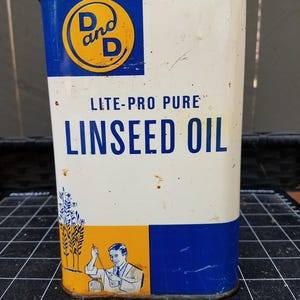 D
and
D
LITE-PRO PURE
LINSEED OIL